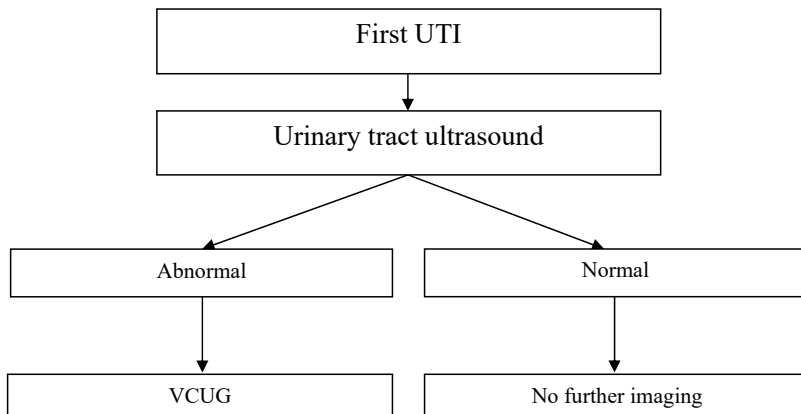 First UTI
Urinary tract ultrasound
Abnormal
Normal
VCUG
No further imaging